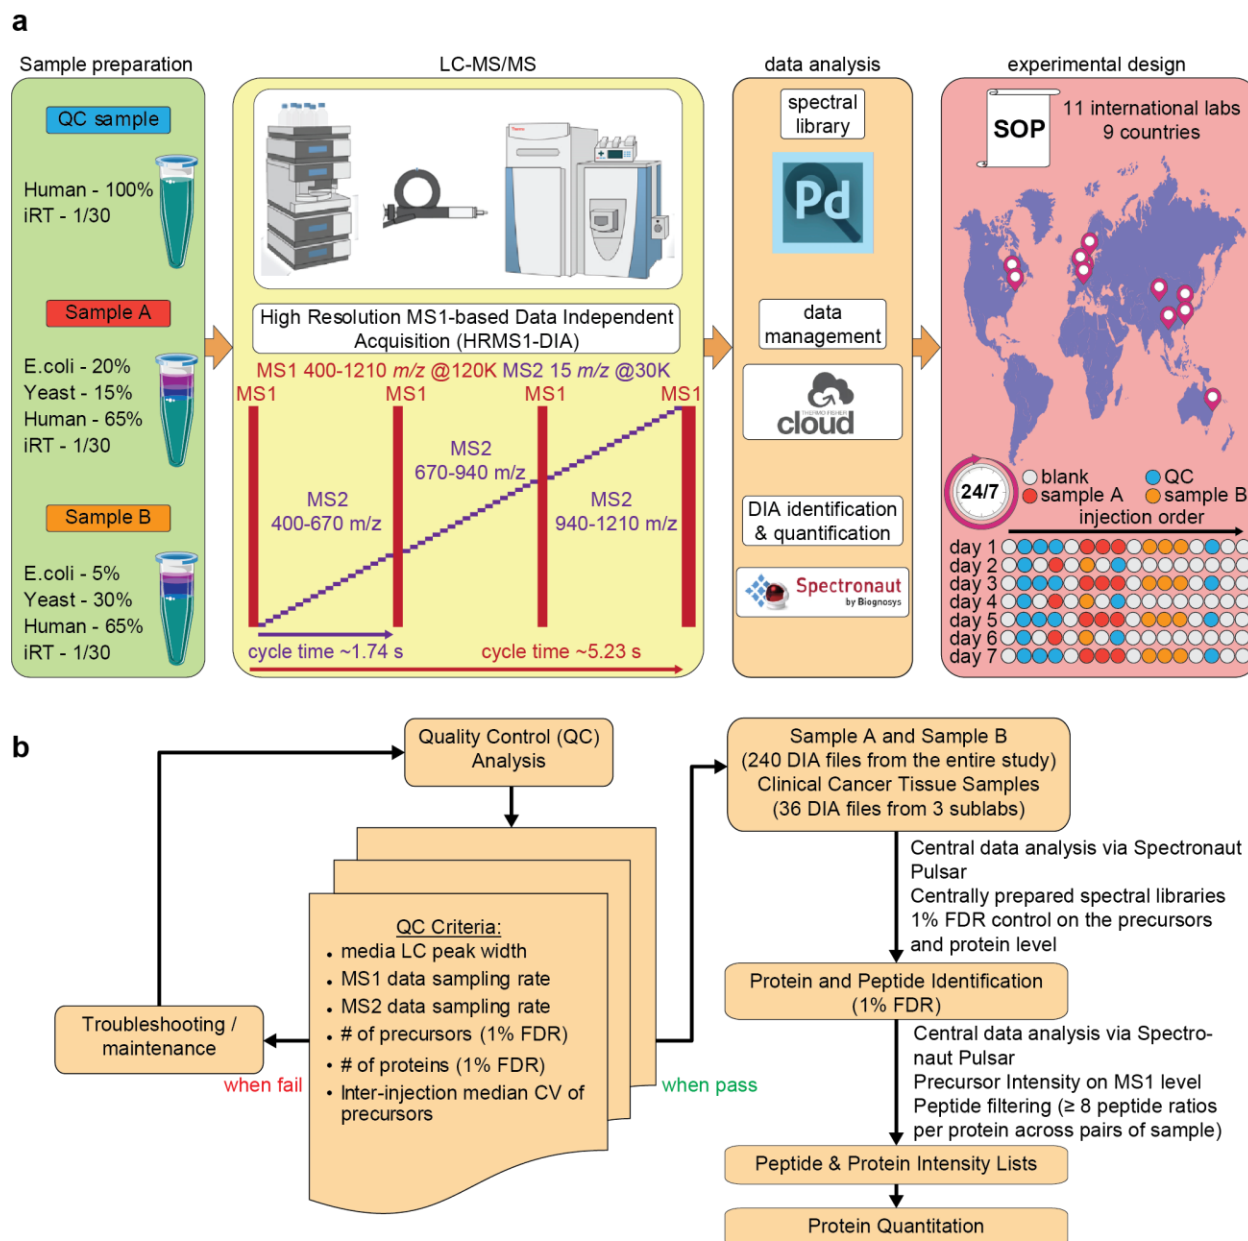 a
Sample preparation
LC-MS/MS
data analysis
experimental design
QC sample
Human - 100%
iRT - 1/30
Sample A
E.coli - 20%
Yeast - 15%
Human - 65%
iRT - 1/30
Sample B
E.coli - 5%
Yeast - 30%
Human - 65%
iRT - 1/30
Thermo
High Resolution MS1-based Data Independent
Acquisition (HRMS1-DIA)
MS1 400-1210 m/z @120K MS2 15 m/z @30K
MS1 MS1 MS1 MS1
MS2
400-670 m/z
MS2
670-940 m/z
MS2
940-1210 m/z
cycle time ~1.74 s
cycle time ~5.23 s
spectral
library
Pd
data
management
THERMO FISHER
cloud
DIA identification
& quantification
Spectronaut
by Biognosys
SOP
11 international labs
9 countries
24/7
blank
QC
sample A
sample B
injection order
day 1
day 2
day 3
day 4
day 5
day 6
day 7
b
Quality Control (QC)
Analysis
QC Criteria:
• media LC peak width
• MS1 data sampling rate
• MS2 data sampling rate
• # of precursors (1% FDR)
• # of proteins (1% FDR)
• Inter-injection median CV of
precursors
Troubleshooting /
maintenance
when fail
when pass
Sample A and Sample B
(240 DIA files from the entire study)
Clinical Cancer Tissue Samples
(36 DIA files from 3 sublabs)
Central data analysis via Spectronaut
Pulsar
Centrally prepared spectral libraries
1% FDR control on the precursors
and protein level
Protein and Peptide Identification
(1% FDR)
Central data analysis via Spectro-
naut Pulsar
Precursor Intensity on MS1 level
Peptide filtering (≥ 8 peptide ratios
per protein across pairs of sample)
Peptide & Protein Intensity Lists
Protein Quantitation